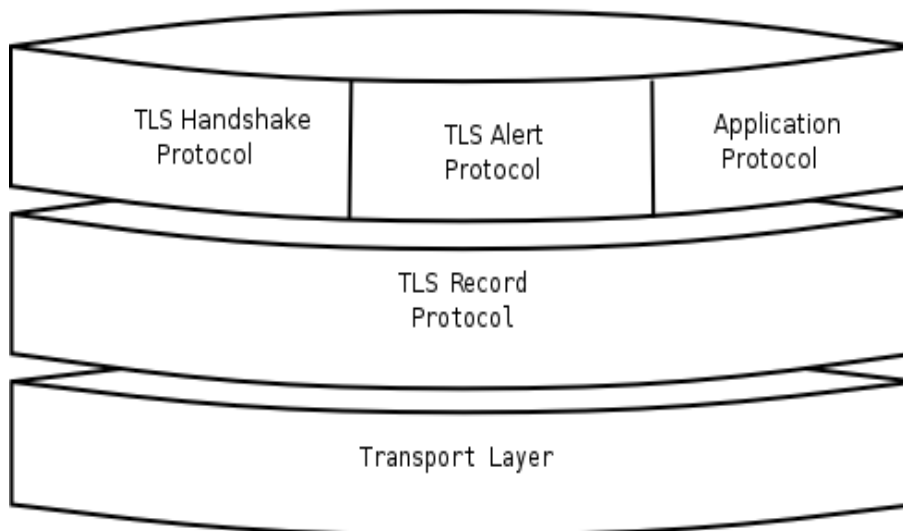 TLS Handshake
Protocol
TLS Alert
Protocol
Application
Protocol
TLS Record
Protocol
Transport Layer